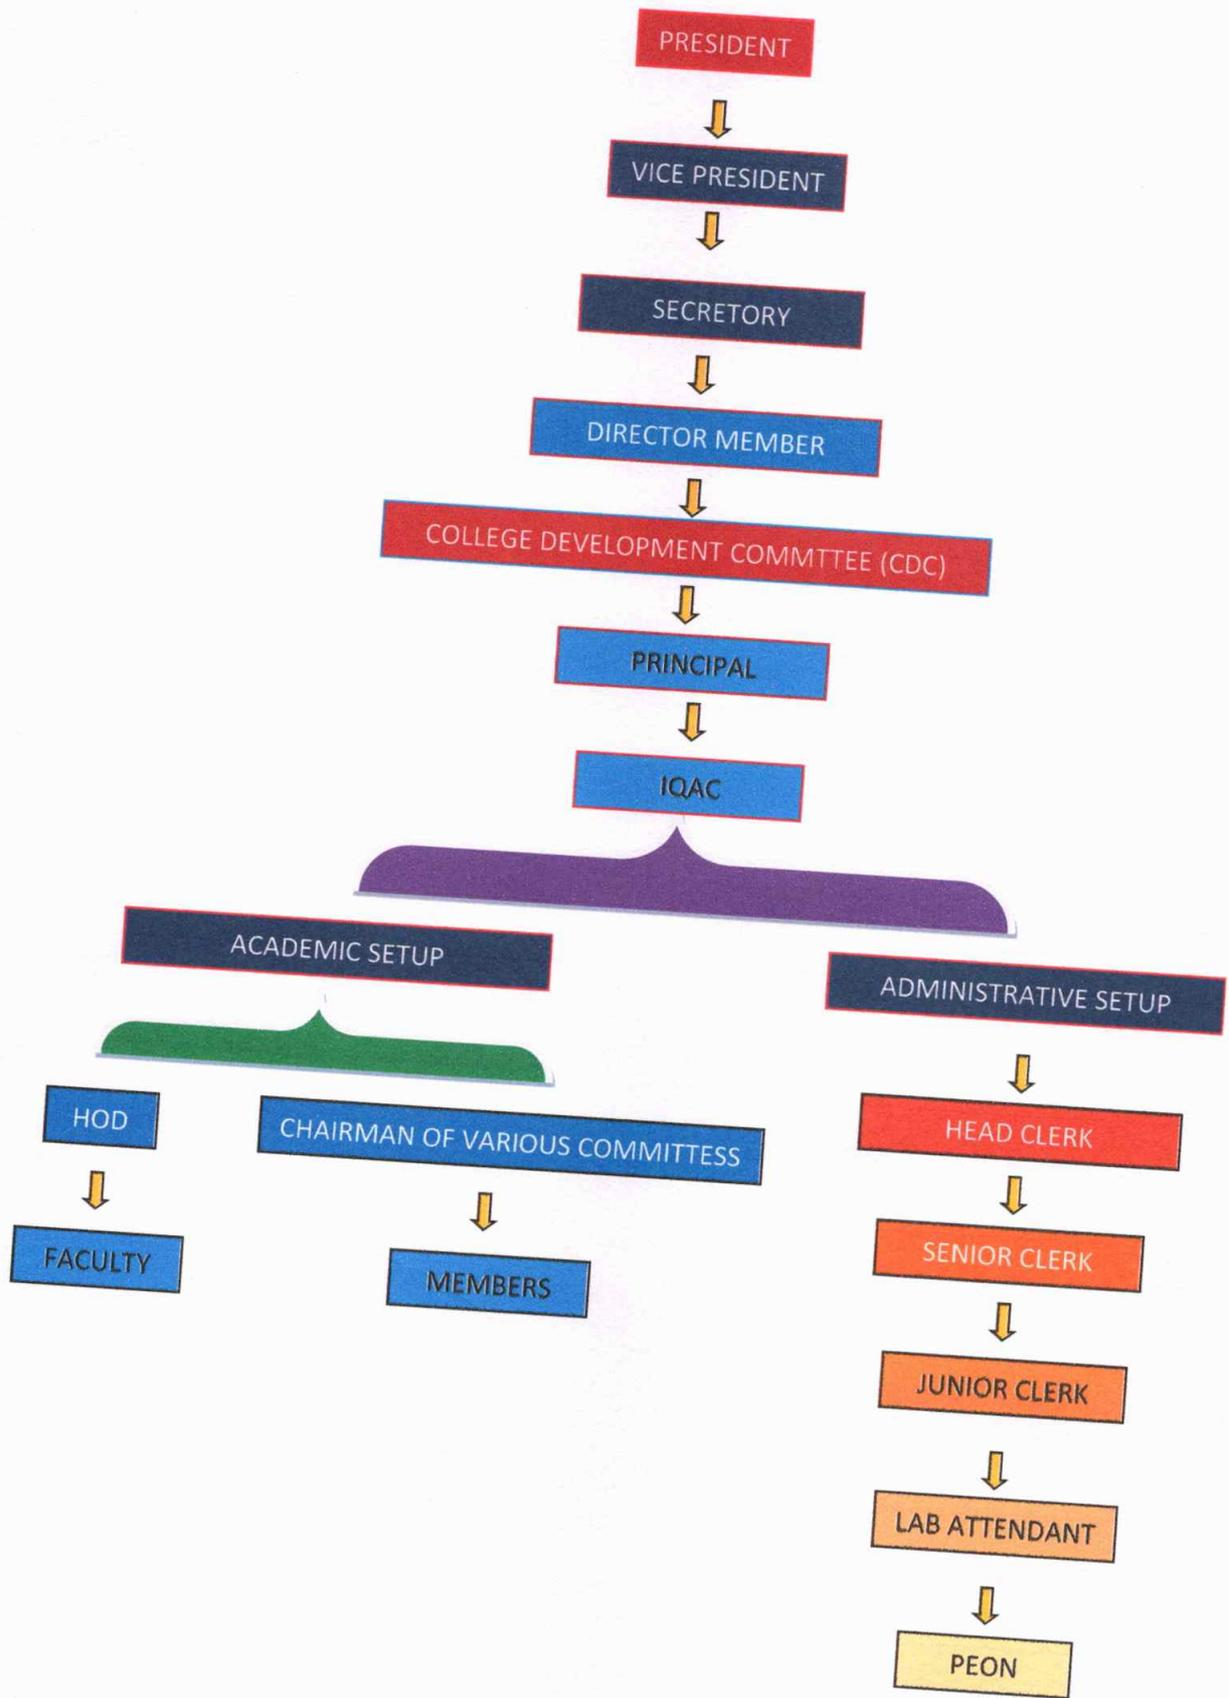 PRESIDENT
VICE PRESIDENT
SECRETORY
DIRECTOR MEMBER
COLLEGE DEVELOPMENT COMMTTEE (CDC)
PRINCIPAL
IQAC
ACADEMIC SETUP
ADMINISTRATIVE SETUP
HOD
CHAIRMAN OF VARIOUS COMMITTESS
HEAD CLERK
FACULTY
MEMBERS
SENIOR CLERK
JUNIOR CLERK
LAB ATTENDANT
PEON